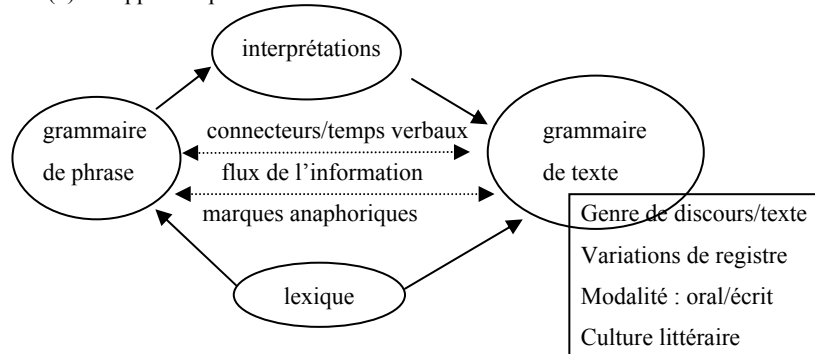 interprétations
grammaire
de phrase
connecteurs/temps verbaux
flux de l'information
marques anaphoriques
grammaire
de texte
Genre de discours/texte
Variations de registre
Modalité : oral/écrit
Culture littéraire
lexique